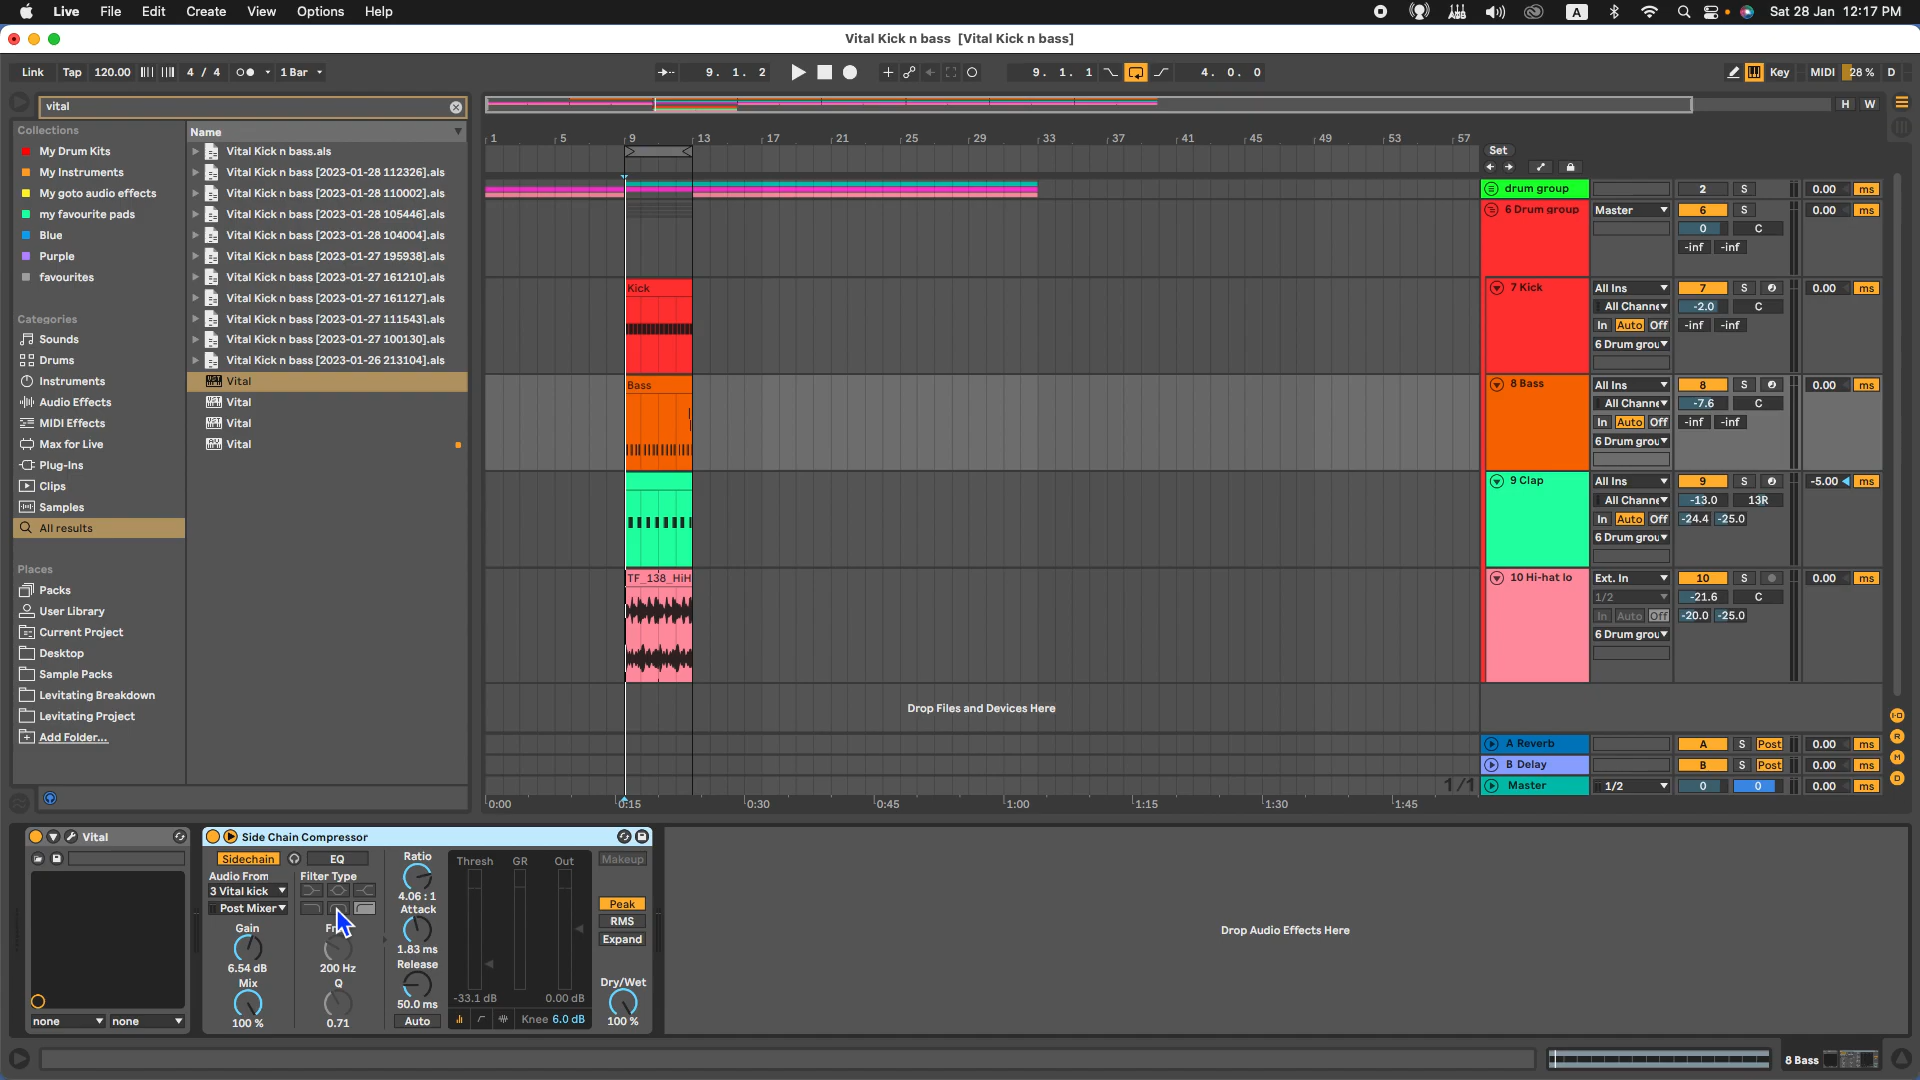 Live File Edit Create View Options Help
A Sat 28 Jan 12:17 PM
Vital Kick n bass [Vital Kick n bass]
Link Tap 120.00 4 / 4 1 Bar 9. 1. 2 9. 1. 1 4. 0. 0 Key MIDI 28 % D
vital
H W
Collections
My Drum Kits
My Instruments
My goto audio effects
my favourite pads
Blue
Purple
favourites
Categories
Sounds
Drums
Instruments
Audio Effects
MIDI Effects
Max for Live
Plug-Ins
Clips
Samples
All results
Places
Packs
User Library
Current Project
Desktop
Sample Packs
Levitating Breakdown
Levitating Project
Add Folder...
Name
Vital Kick n bass.als
Vital Kick n bass [2023-01-28 112326].als
Vital Kick n bass [2023-01-28 110002].als
Vital Kick n bass [2023-01-28 105446].als
Vital Kick n bass [2023-01-28 104004].als
Vital Kick n bass [2023-01-27 195938].als
Vital Kick n bass [2023-01-27 161210].als
Vital Kick n bass [2023-01-27 161127].als
Vital Kick n bass [2023-01-27 111543].als
Vital Kick n bass [2023-01-27 100130].als
Vital Kick n bass [2023-01-26 213104].als
Vital
Vital
Vital
Vital
1 5 9 13 17 21 25 29 33 37 41 45 49 53 57
Set
Kick
Bass
TF_138_HiH
Drop Files and Devices Here
1/1
0:00 0:15 0:30 0:45 1:00 1:15 1:30 1:45
drum group 2 S 0.00 ms
6 Drum group Master 6 S 0.00 ms
0 C
-inf -inf
7 Kick All Ins 7 S 0.00 ms
All Channe -2.0 C
In Auto Off -inf -inf
6 Drum grou
8 Bass All Ins 8 S 0.00 ms
All Channe -7.6 C
In Auto Off -inf -inf
6 Drum grou
9 Clap All Ins 9 S -5.00 ms
All Channe -13.0 13R
In Auto Off -24.4 -25.0
6 Drum grou
10 Hi-hat lo Ext. In 10 S 0.00 ms
1/2 -21.6 C
In Auto Off -20.0 -25.0
6 Drum grou
A Reverb A S Post 0.00 ms
B Delay B S Post 0.00 ms
Master 1/2 0 0 0.00 ms
I-O
R
M
D
Vital
none none
Side Chain Compressor
Sidechain EQ
Audio From Filter Type
3 Vital kick
Post Mixer
Gain
6.54 dB 200 Hz
Mix Q
100 % 0.71
Ratio
4.06 : 1
Attack
1.83 ms
Release
50.0 ms
Auto
Thresh GR Out
-33.1 dB 0.00 dB
Knee 6.0 dB
Makeup
Peak
RMS
Expand
Dry/Wet
100 %
Drop Audio Effects Here
8 Bass